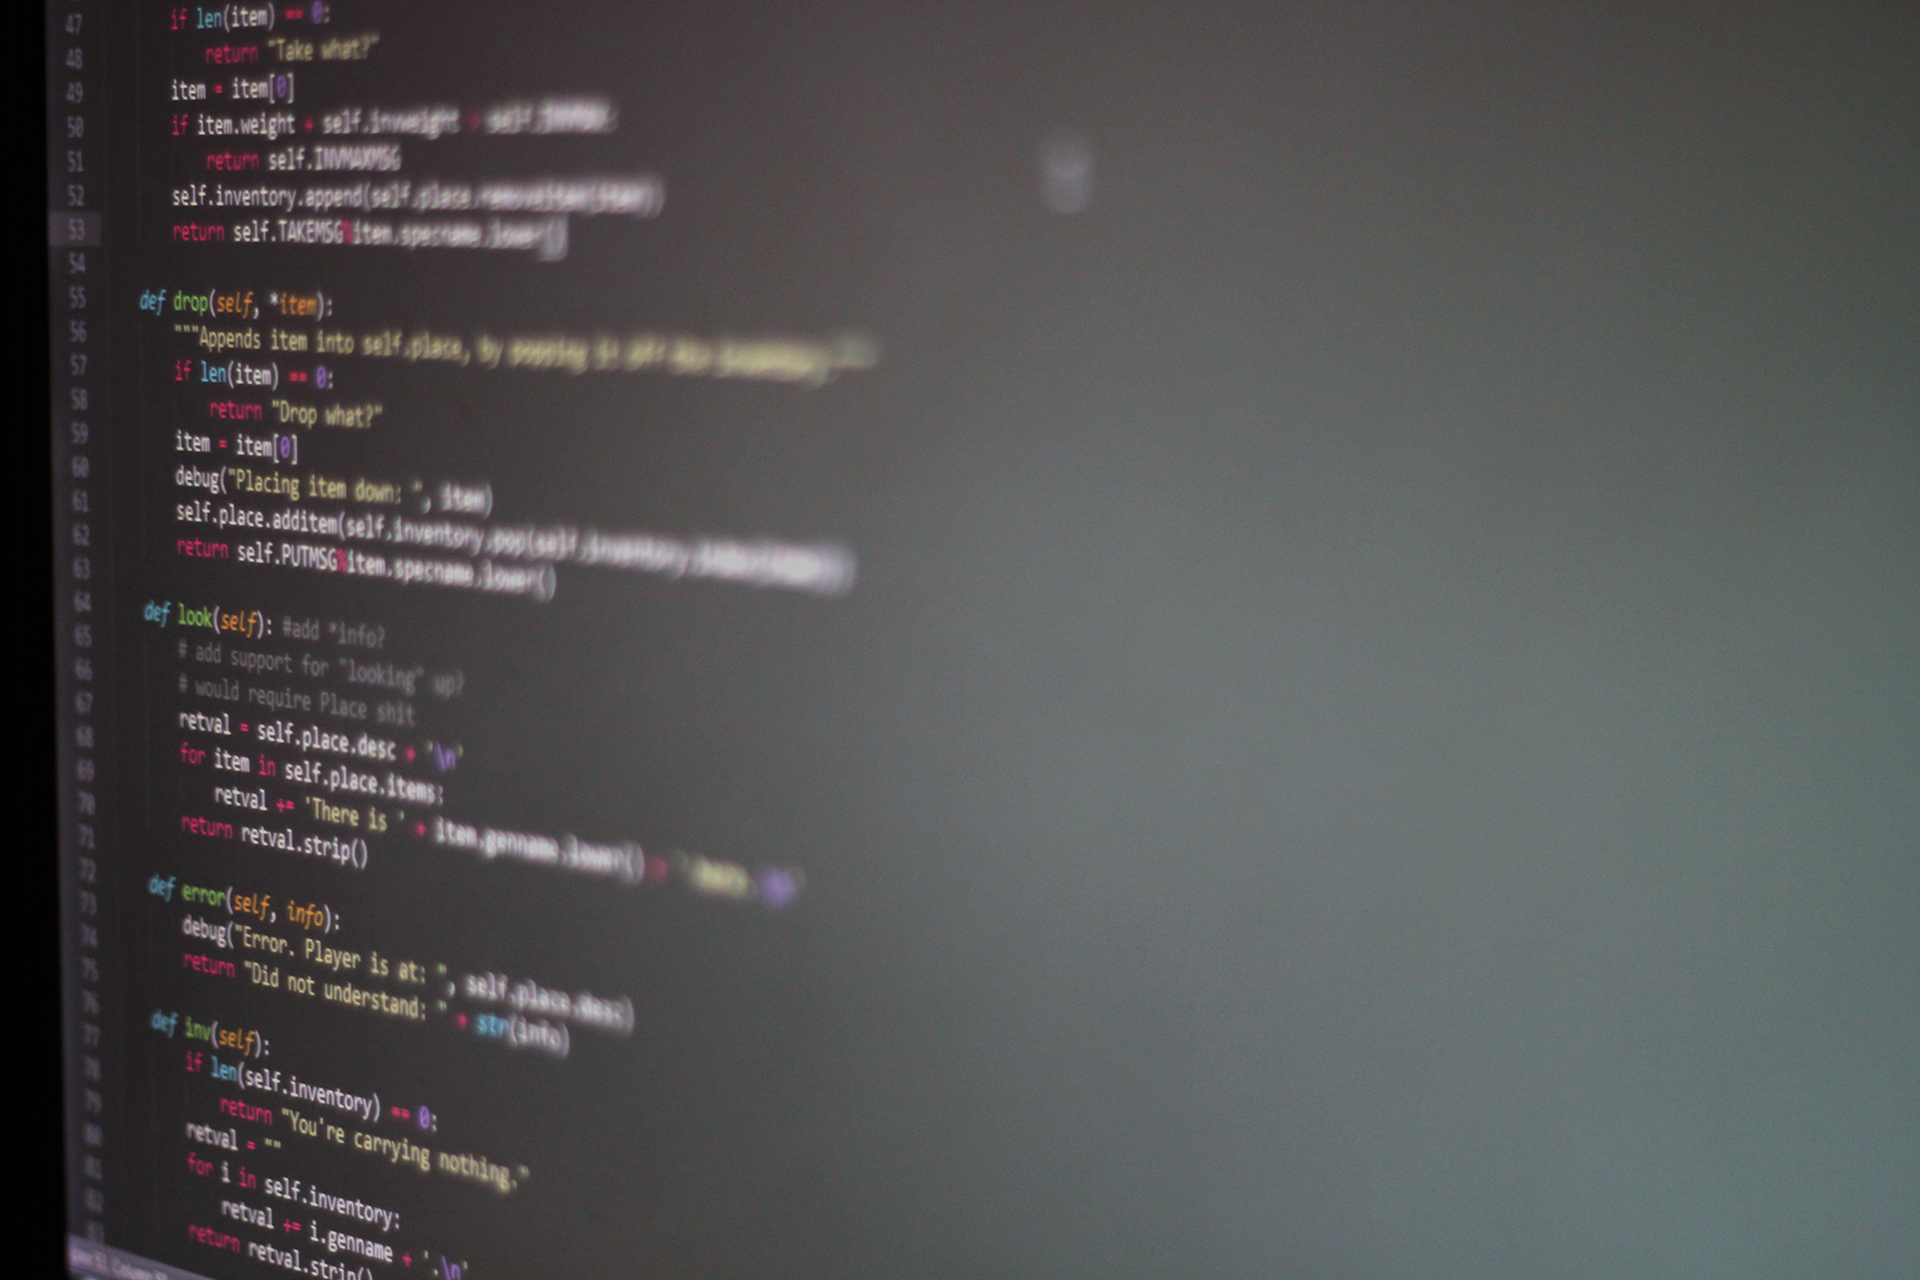 47 if len(item) == 0:
48 return "Take what?"
49 item = item[0]
50 if item.weight + self.invweight > self.
51 return self.INVMAXMSG
52 self.inventory.append(self.place.removeitem(item))
53 return self.TAKEMSG%item.specname.lower()
54
55 def drop(self, *item):
56 """Appends item into self.place, by popping it off
57 if len(item) == 0:
58 return "Drop what?"
59 item = item[0]
60 debug("Placing item down: ", item)
61 self.place.additem(self.inventory.pop(self.inventory.
62 return self.PUTMSG%item.specname.lower()
63
64 def look(self): #add *info?
65 # add support for "looking" up?
66 # would require Place shit
67 retval = self.place.desc + '\n'
68 for item in self.place.items:
69 retval += 'There is ' + item.genname.lower() +
70 return retval.strip()
71
72 def error(self, info):
73 debug("Error. Player is at: ", self.place.desc)
74 return "Did not understand: " + str(info)
75
76 def inv(self):
77 if len(self.inventory) == 0:
78 return "You're carrying nothing."
79 retval = ""
80 for i in self.inventory:
81 retval += i.genname + '.\n'
82 return retval.strip()
83